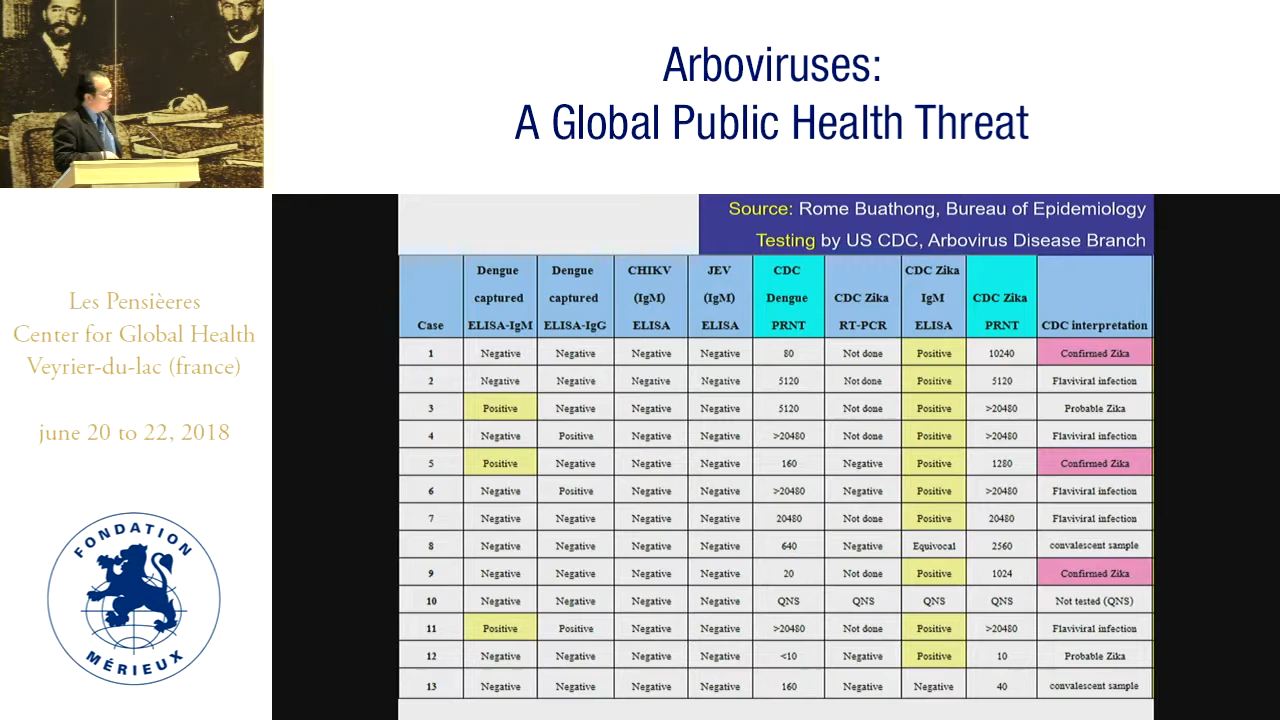 Arboviruses:
A Global Public Health Threat
Les Pensièeres
Center for Global Health
Veyrier-du-lac (france)
june 20 to 22, 2018
FONDATION
MÉRIEUX
Source: Rome Buathong, Bureau of Epidemiology
Testing by US CDC, Arbovirus Disease Branch
Case Dengue captured ELISA-IgM Dengue captured ELISA-IgG CHIKV (IgM) ELISA JEV (IgM) ELISA CDC Dengue PRNT CDC Zika RT-PCR CDC Zika IgM ELISA CDC Zika PRNT CDC interpretation
1 Negative Negative Negative Negative 80 Not done Positive 10240 Confirmed Zika
2 Negative Negative Negative Negative 5120 Not done Positive 5120 Flaviviral infection
3 Positive Negative Negative Negative 5120 Not done Positive >20480 Probable Zika
4 Negative Positive Negative Negative >20480 Not done Positive >20480 Flaviviral infection
5 Positive Negative Negative Negative 160 Negative Positive 1280 Confirmed Zika
6 Negative Positive Negative Negative >20480 Negative Positive >20480 Flaviviral infection
7 Negative Negative Negative Negative 20480 Not done Positive 20480 Flaviviral infection
8 Negative Negative Negative Negative 640 Negative Equivocal 2560 convalescent sample
9 Negative Negative Negative Negative 20 Not done Positive 1024 Confirmed Zika
10 Negative Negative Negative Negative QNS QNS QNS QNS Not tested (QNS)
11 Positive Positive Negative Negative >20480 Not done Positive >20480 Flaviviral infection
12 Negative Negative Negative Negative <10 Negative Positive 10 Probable Zika
13 Negative Negative Negative Negative 160 Negative Negative 40 convalescent sample